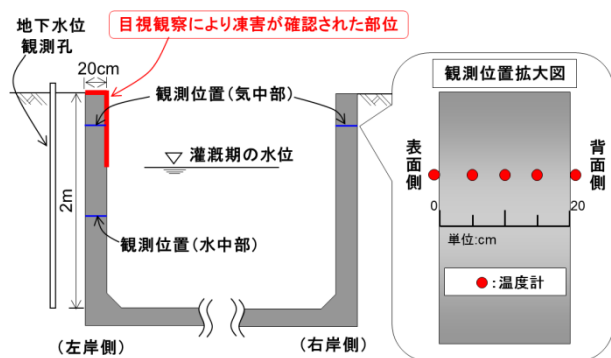 目視観察により凍害が確認された部位
地下水位
観測孔
20cm
観測位置(気中部)
灌漑期の水位
2m
観測位置(水中部)
(左岸側)
(右岸側)
観測位置拡大図
表面側
背面側
0
20
単位:cm
:温度計